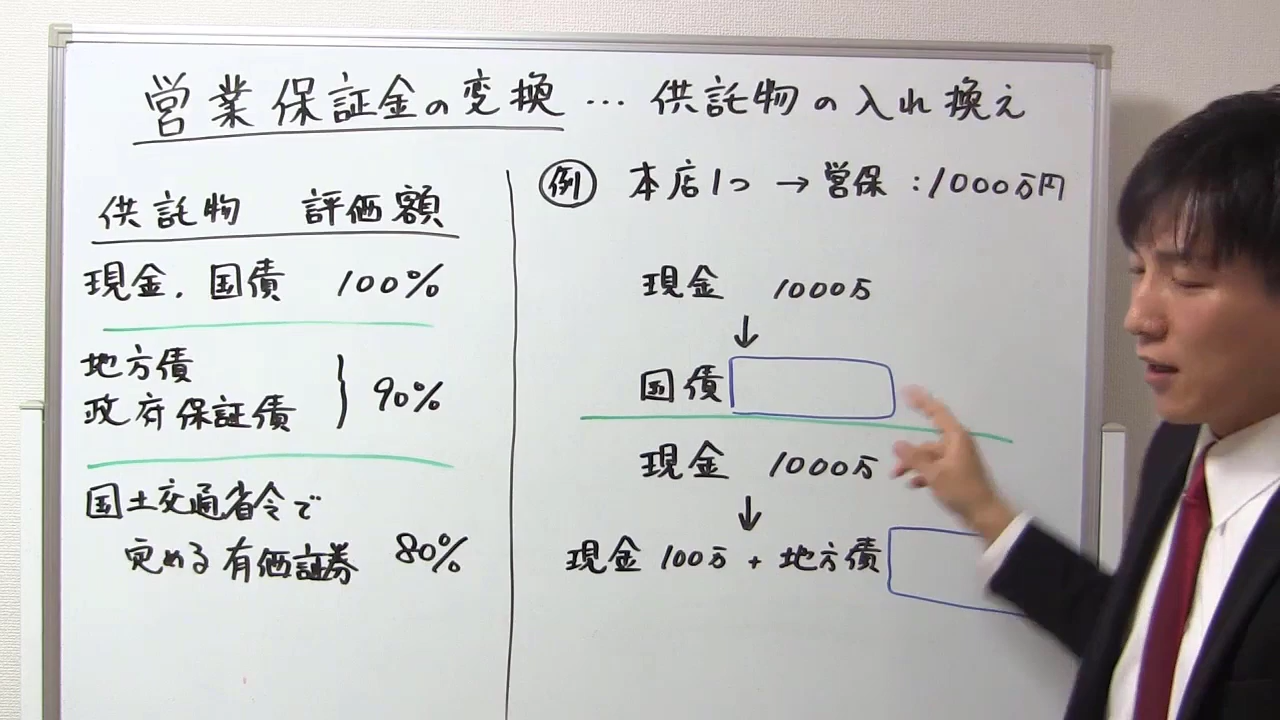 営業保証金の変換 … 供託物の入れ換え
供託物 評価額
現金、国債 100%
地方債
政府保証債 } 90%
国土交通省令で
定める有価証券 80%
例 本店1つ → 営保:1000万円
現金 1000万
↓
国債
現金 1000万
↓
現金 100万 + 地方債